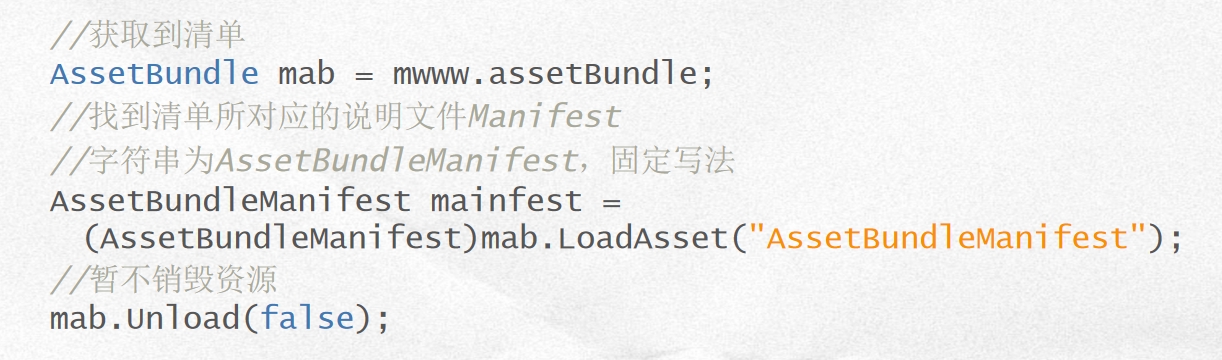 //获取到清单
AssetBundle mab = mwww.assetBundle;
//找到清单所对应的说明文件Manifest
//字符串为AssetBundleManifest，固定写法
AssetBundleManifest mainfest =
(AssetBundleManifest)mab.LoadAsset("AssetBundleManifest");
//暂不销毁资源
mab.Unload(false);